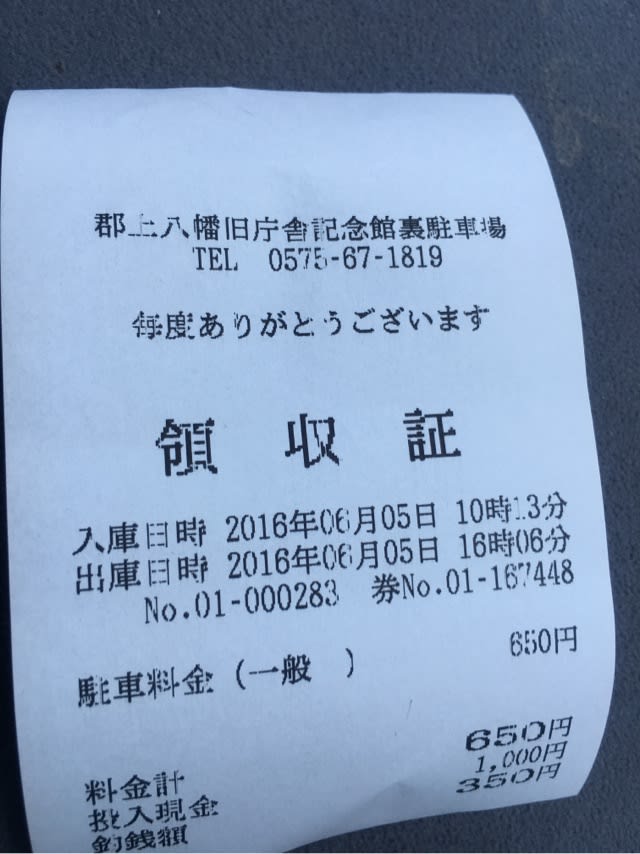 郡上八幡旧庁舎記念館裏駐車場
TEL 0575-67-1819
毎度ありがとうございます
領収証
入庫日時 2016年06月05日 10時13分
出庫日時 2016年06月05日 16時06分
No.01-000283 券No.01-167448
駐車料金(一般 ) 650円
料金計 650円
投入現金 1,000円
釣銭額 350円